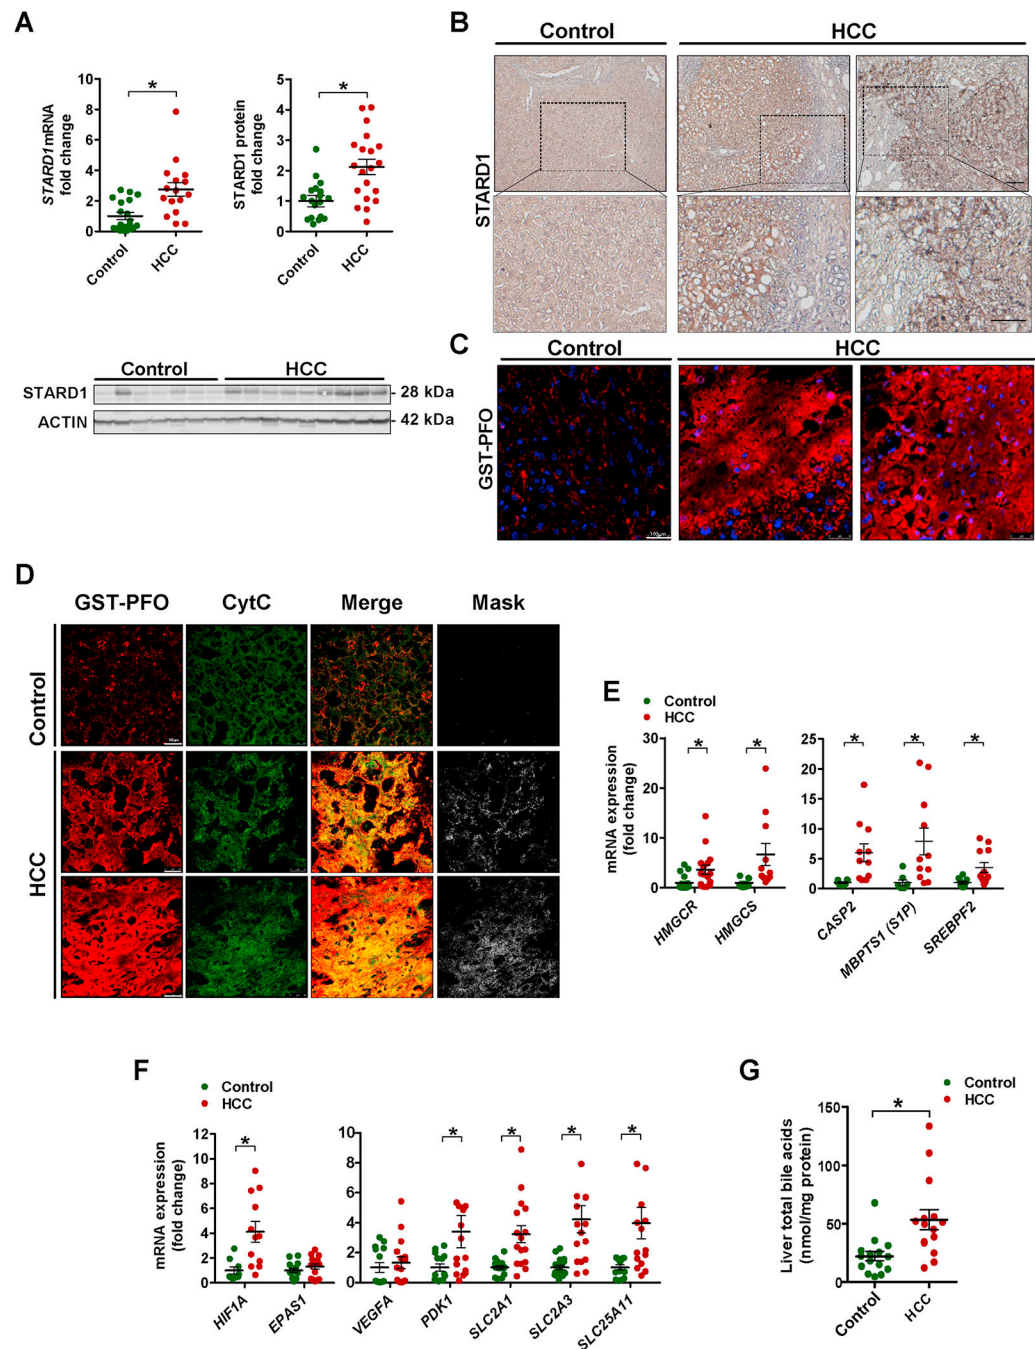 A
STARD1 mRNA
fold change
10
8
6
4
2
0
*
Control
HCC
STARD1 protein
fold change
5
4
3
2
1
0
*
Control
HCC
Control
HCC
STARD1
- 28 kDa
ACTIN
- 42 kDa
B
Control
HCC
STARD1
C
Control
HCC
GST-PFO
100µm
D
GST-PFO
CytC
Merge
Mask
Control
HCC
E
Control
HCC
mRNA expression
(fold change)
30
20
10
0
*
*
HMGCR
HMGCS
25
20
15
10
5
0
*
*
*
CASP2
MBPTS1 (S1P)
SREBPF2
F
Control
HCC
mRNA expression
(fold change)
12
10
8
6
4
2
0
*
HIF1A
EPAS1
10
8
6
4
2
0
*
*
*
*
VEGFA
PDK1
SLC2A1
SLC2A3
SLC25A11
G
Control
HCC
Liver total bile acids
(nmol/mg protein)
150
100
50
0
*
Control
HCC